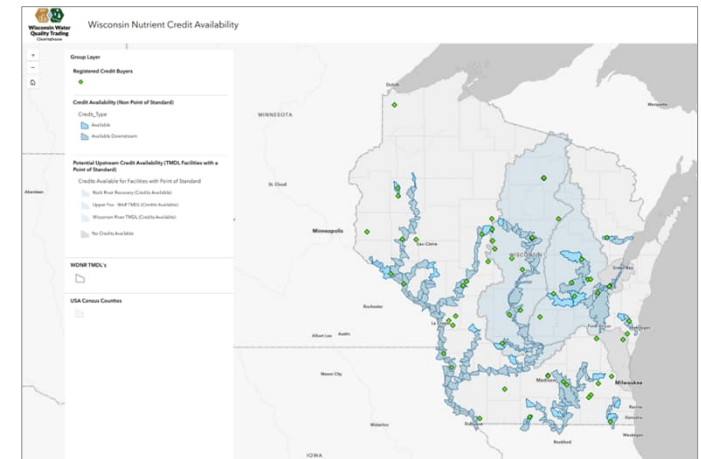 Wisconsin Water
Quality Trading
Clearinghouse
Wisconsin Nutrient Credit Availability
Group Layer
Registered Credit Buyers
Credit Availability (Non Point of Standard)
Credit_Type
Available
Available Downstream
Potential Upstream Credit Availability (TMDL Facilities with a
Point of Standard)
Credits Available for Facilities with Point of Standard
Rock River Recovery (Credits Available)
Upper Fox - Wolf TMDL (Credits Available)
Wisconsin River TMDL (Credits Available)
No Credits Available
WDNR TMDL's
USA Census Counties
Duluth
Marquette
MINNESOTA
St. Cloud
Aberdeen
Minneapolis
Eau Claire
WISCONSIN
Green Bay
Rochester
Sheboygan
Albert Lea
Austin
Mason City
Madison
Milwaukee
Racine
Kenosha
Waterloo
Dubuque
Waukegan
Rockford
IOWA